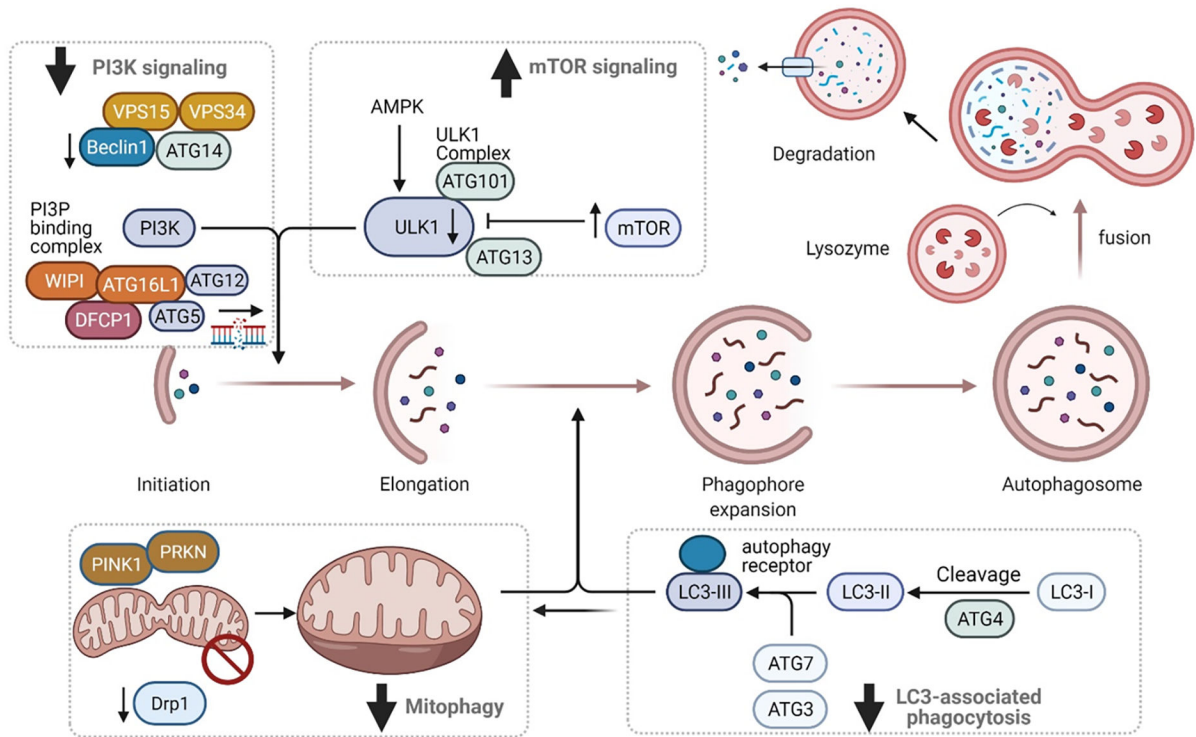 PI3K signaling
VPS15
VPS34
Beclin1
ATG14
PI3P
binding
complex
PI3K
WIPI
ATG16L1
ATG12
DFCP1
ATG5
mTOR signaling
AMPK
ULK1
Complex
ATG101
ULK1
mTOR
ATG13
Degradation
Lysozyme
fusion
Initiation
Elongation
Phagophore
expansion
Autophagosome
PINK1
PRKN
Drp1
Mitophagy
autophagy
receptor
LC3-III
LC3-II
Cleavage
LC3-I
ATG4
ATG7
ATG3
LC3-associated
phagocytosis